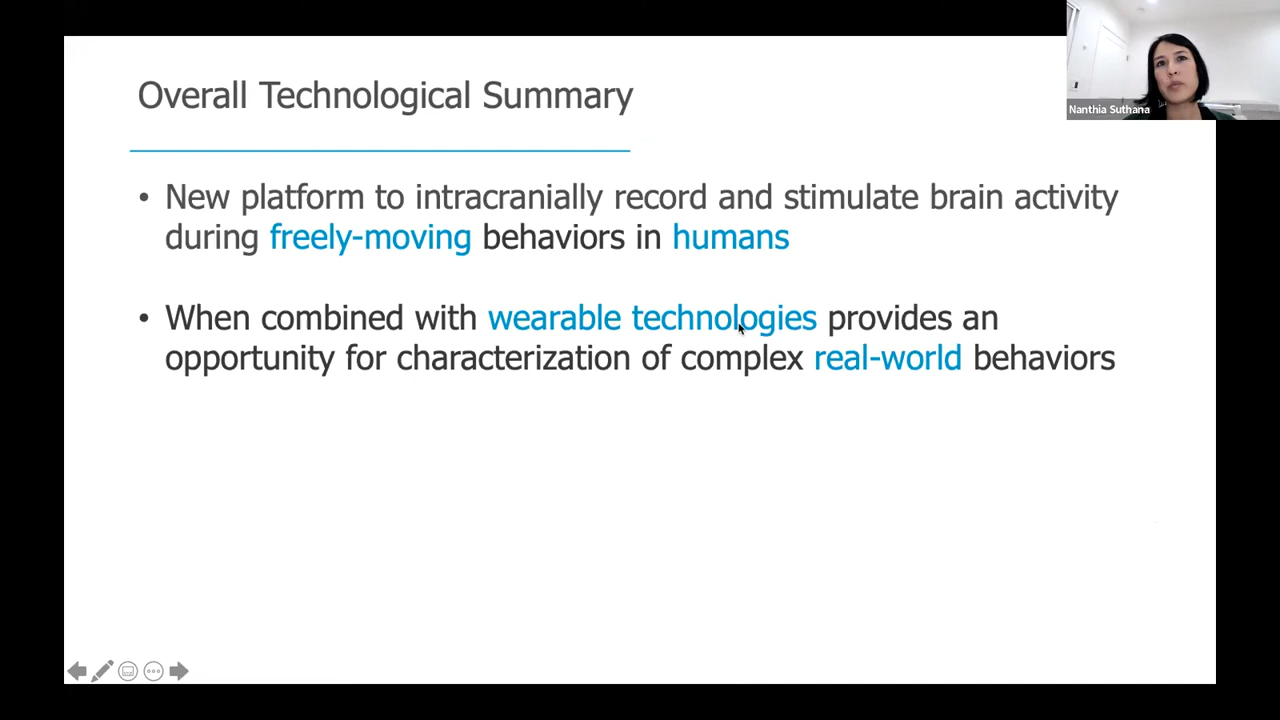 Overall Technological Summary
Nanthia Suthana
• New platform to intracranially record and stimulate brain activity
during freely-moving behaviors in humans
• When combined with wearable technologies provides an
opportunity for characterization of complex real-world behaviors